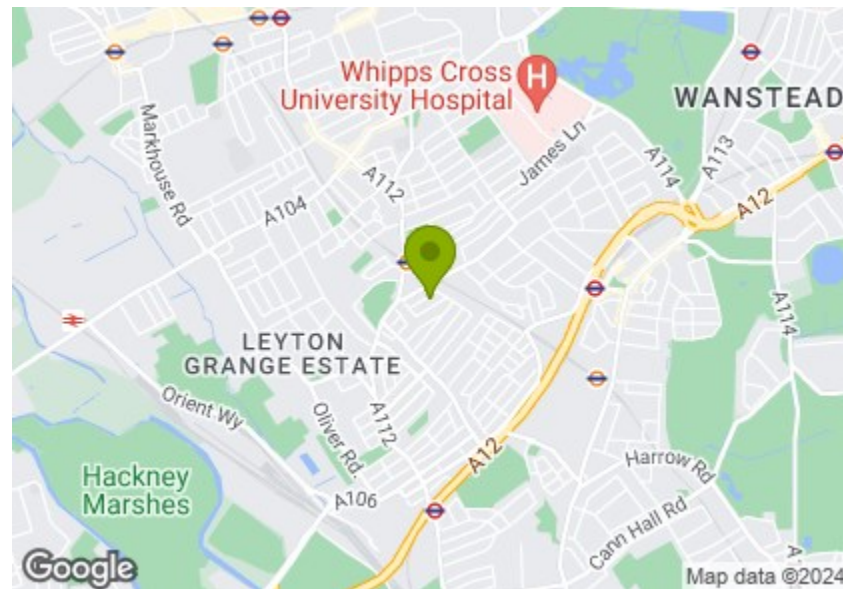 Whipps Cross
University Hospital
H
WANSTEAD
Markhouse Rd
James Ln
A114
A113
A112
A104
A12
LEYTON
GRANGE ESTATE
A114
Orient Wy
Oliver Rd.
A112
A12
Hackney
Marshes
A106
Harrow Rd
Cann Hall Rd
Google
Map data ©2024